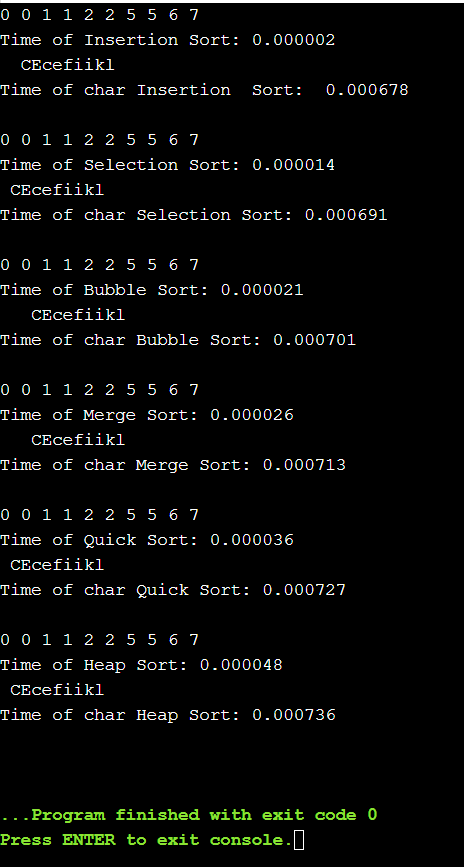 0 0 1 1 2 2 5 5 6 7
Time of Insertion Sort: 0.000002
  CEcefiikl
Time of char Insertion  Sort:  0.000678

0 0 1 1 2 2 5 5 6 7
Time of Selection Sort: 0.000014
 CEcefiikl
Time of char Selection Sort: 0.000691

0 0 1 1 2 2 5 5 6 7
Time of Bubble Sort: 0.000021
   CEcefiikl
Time of char Bubble Sort: 0.000701

0 0 1 1 2 2 5 5 6 7
Time of Merge Sort: 0.000026
   CEcefiikl
Time of char Merge Sort: 0.000713

0 0 1 1 2 2 5 5 6 7
Time of Quick Sort: 0.000036
 CEcefiikl
Time of char Quick Sort: 0.000727

0 0 1 1 2 2 5 5 6 7
Time of Heap Sort: 0.000048
 CEcefiikl
Time of char Heap Sort: 0.000736

...Program finished with exit code 0
Press ENTER to exit console.